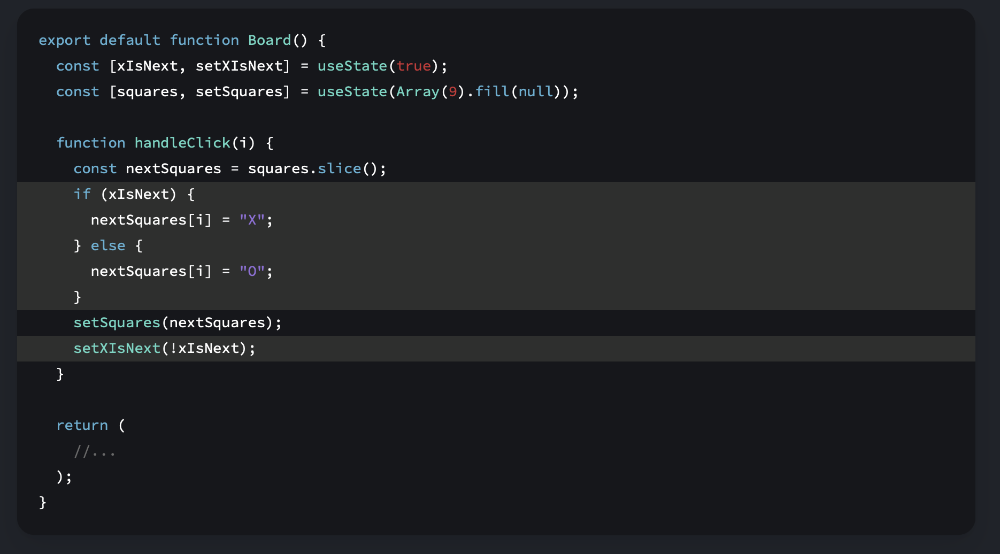 export default function Board() {
  const [xIsNext, setXIsNext] = useState(true);
  const [squares, setSquares] = useState(Array(9).fill(null));

  function handleClick(i) {
    const nextSquares = squares.slice();
    if (xIsNext) {
      nextSquares[i] = "X";
    } else {
      nextSquares[i] = "O";
    }
    setSquares(nextSquares);
    setXIsNext(!xIsNext);
  }

  return (
    //...
  );
}